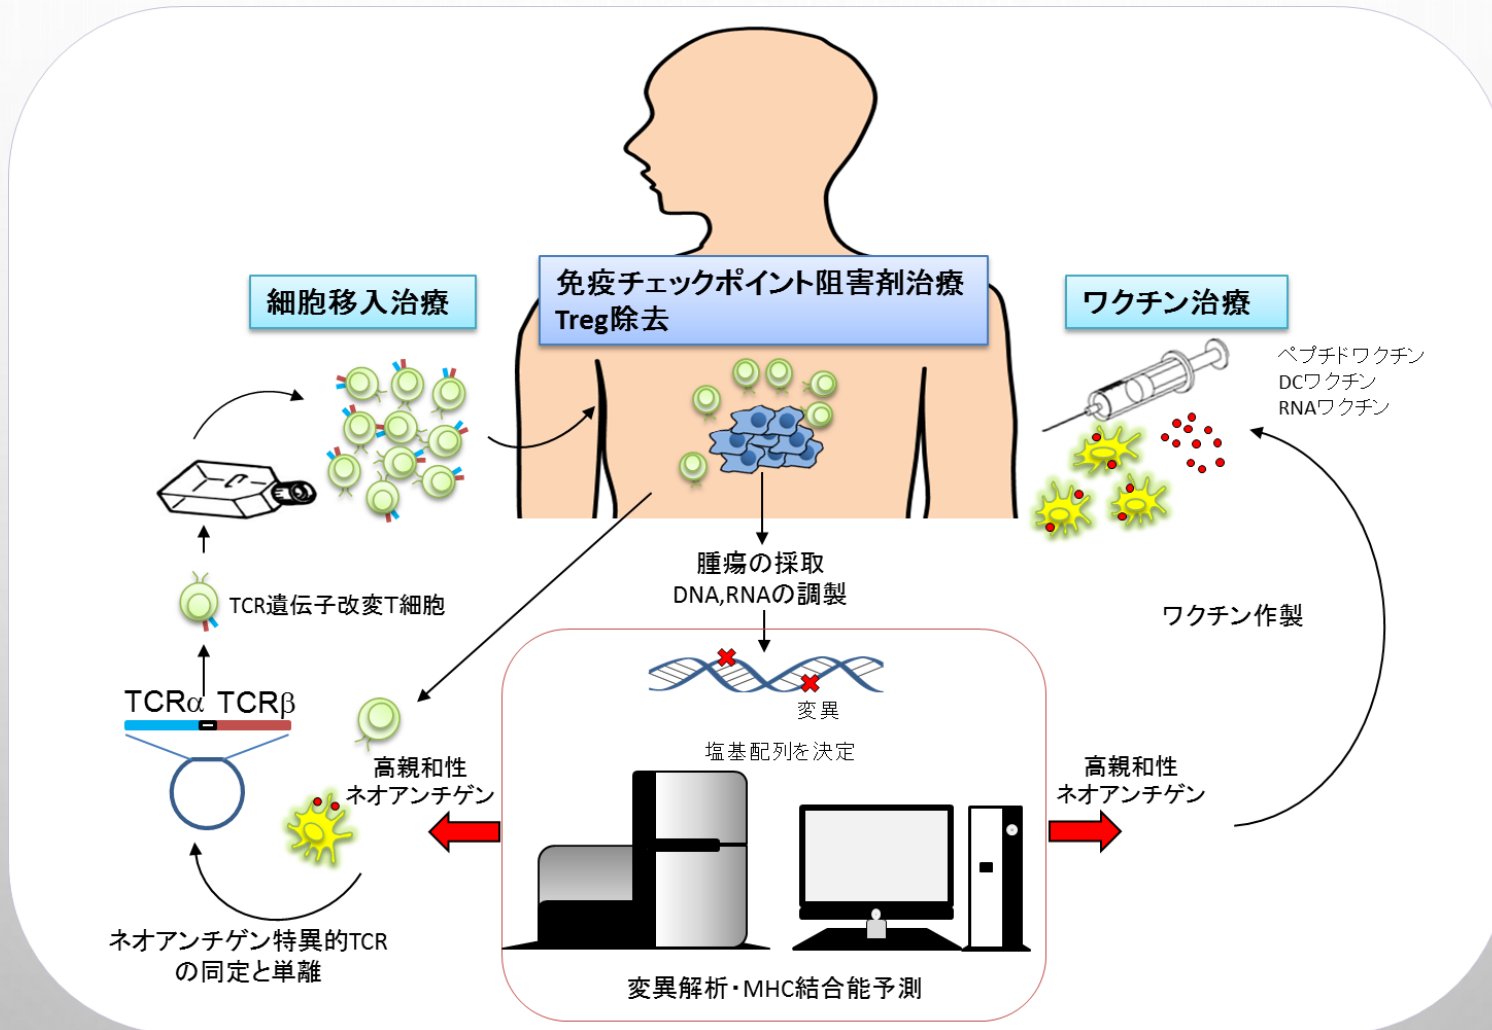 細胞移入治療
免疫チェックポイント阻害剤治療
Treg除去
ワクチン治療
ペプチドワクチン
DCワクチン
RNAワクチン
腫瘍の採取
DNA,RNAの調製
TCR遺伝子改変T細胞
ワクチン作製
TCRα TCRβ
変異
塩基配列を決定
高親和性
ネオアンチゲン
高親和性
ネオアンチゲン
ネオアンチゲン特異的TCR
の同定と単離
変異解析・MHC結合能予測